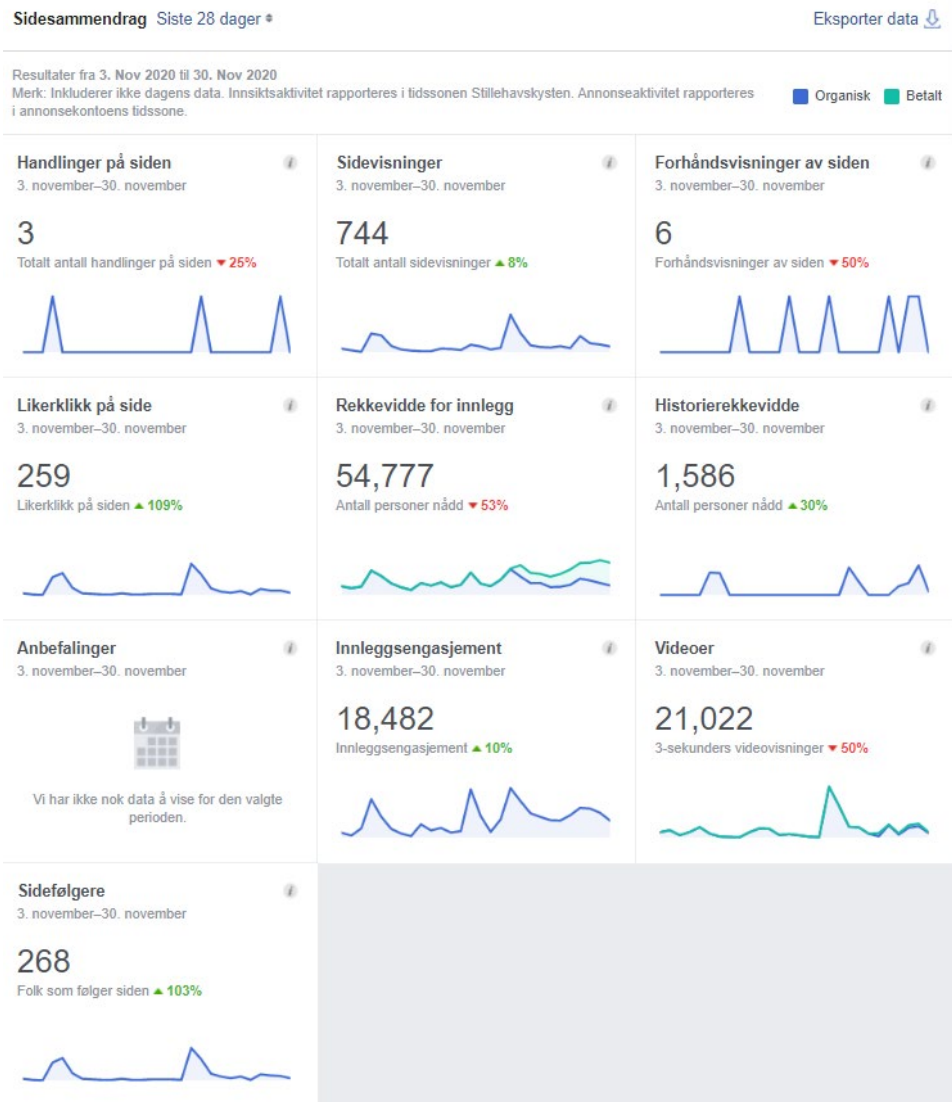 Sidesammendrag Siste 28 dager
Eksporter data
Resultater fra 3. Nov 2020 til 30. Nov 2020
Merk: Inkluderer ikke dagens data. Innsiktsaktivitet rapporteres i tidssonen Stillehavskysten. Annonseaktivitet rapporteres
i annonsekontoens tidssone.
Organisk Betalt
Handlinger på siden
3. november–30. november
3
Totalt antall handlinger på siden ▼ 25%
Sidevisninger
3. november–30. november
744
Totalt antall sidevisninger ▲ 8%
Forhåndsvisninger av siden
3. november–30. november
6
Forhåndsvisninger av siden ▼ 50%
Likerklikk på side
3. november–30. november
259
Likerklikk på siden ▲ 109%
Rekkevidde for innlegg
3. november–30. november
54,777
Antall personer nådd ▼ 53%
Historierekkevidde
3. november–30. november
1,586
Antall personer nådd ▲ 30%
Anbefalinger
3. november–30. november
Vi har ikke nok data å vise for den valgte
perioden.
Innleggsengasjement
3. november–30. november
18,482
Innleggsengasjement ▲ 10%
Videoer
3. november–30. november
21,022
3-sekunders videovisninger ▼ 50%
Sidefølgere
3. november–30. november
268
Folk som følger siden ▲ 103%